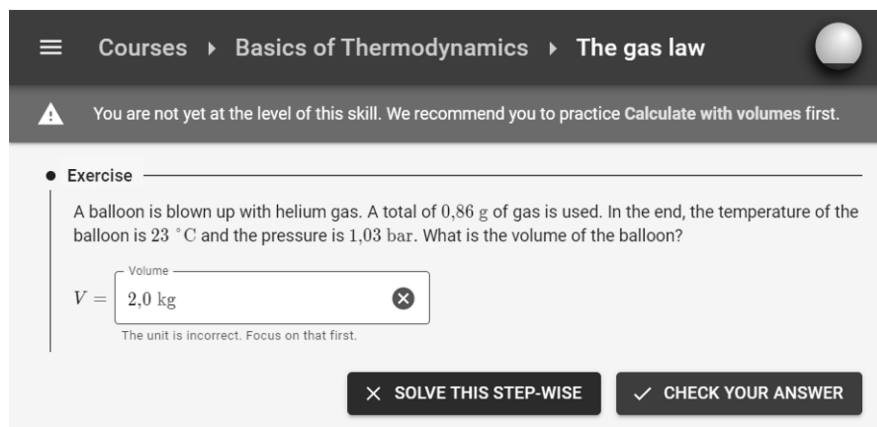 Courses ▸ Basics of Thermodynamics ▸ The gas law
You are not yet at the level of this skill. We recommend you to practice Calculate with volumes first.
Exercise
A balloon is blown up with helium gas. A total of 0,86 g of gas is used. In the end, the temperature of the
balloon is 23 °C and the pressure is 1,03 bar. What is the volume of the balloon?
Volume
V = 2,0 kg
The unit is incorrect. Focus on that first.
SOLVE THIS STEP-WISE CHECK YOUR ANSWER